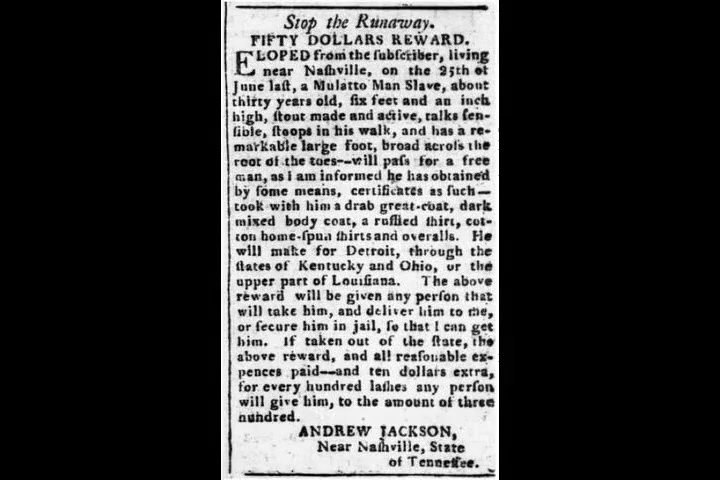 Stop the Runaway.
FIFTY DOLLARS REWARD.
ELOPED from the ſubſcriber, living
near Naſhville, on the 25th of
June laſt, a Mulatto Man Slave, about
thirty years old, ſix feet and an inch
high, ſtout made and active, talks ſen-
ſible, ſtoops in his walk, and has a re-
markable large foot, broad acroſs the
root of the toes—will paſs for a free
man, as i am informed he has obtained
by ſome means, certificates as ſuch—
took with him a drab great-coat, dark
mixed body coat, a ruffled ſhirt, cot-
ton home-ſpun ſhirts and overalls. He
will make for Detroit, through the
ſtates of Kentucky and Ohio, or the
upper part of Louiſiana. The above
reward will be given any perſon that
will take him, and deliver him to me,
or ſecure him in jail, ſo that I can get
him. If taken out of the ſtate, the
above reward, and all reaſonable ex-
pences paid—and ten dollars extra,
for every hundred laſhes any perſon
will give him, to the amount of three
hundred.
ANDREW JACKSON,
Near Naſhville, State
of Tenneſſee.